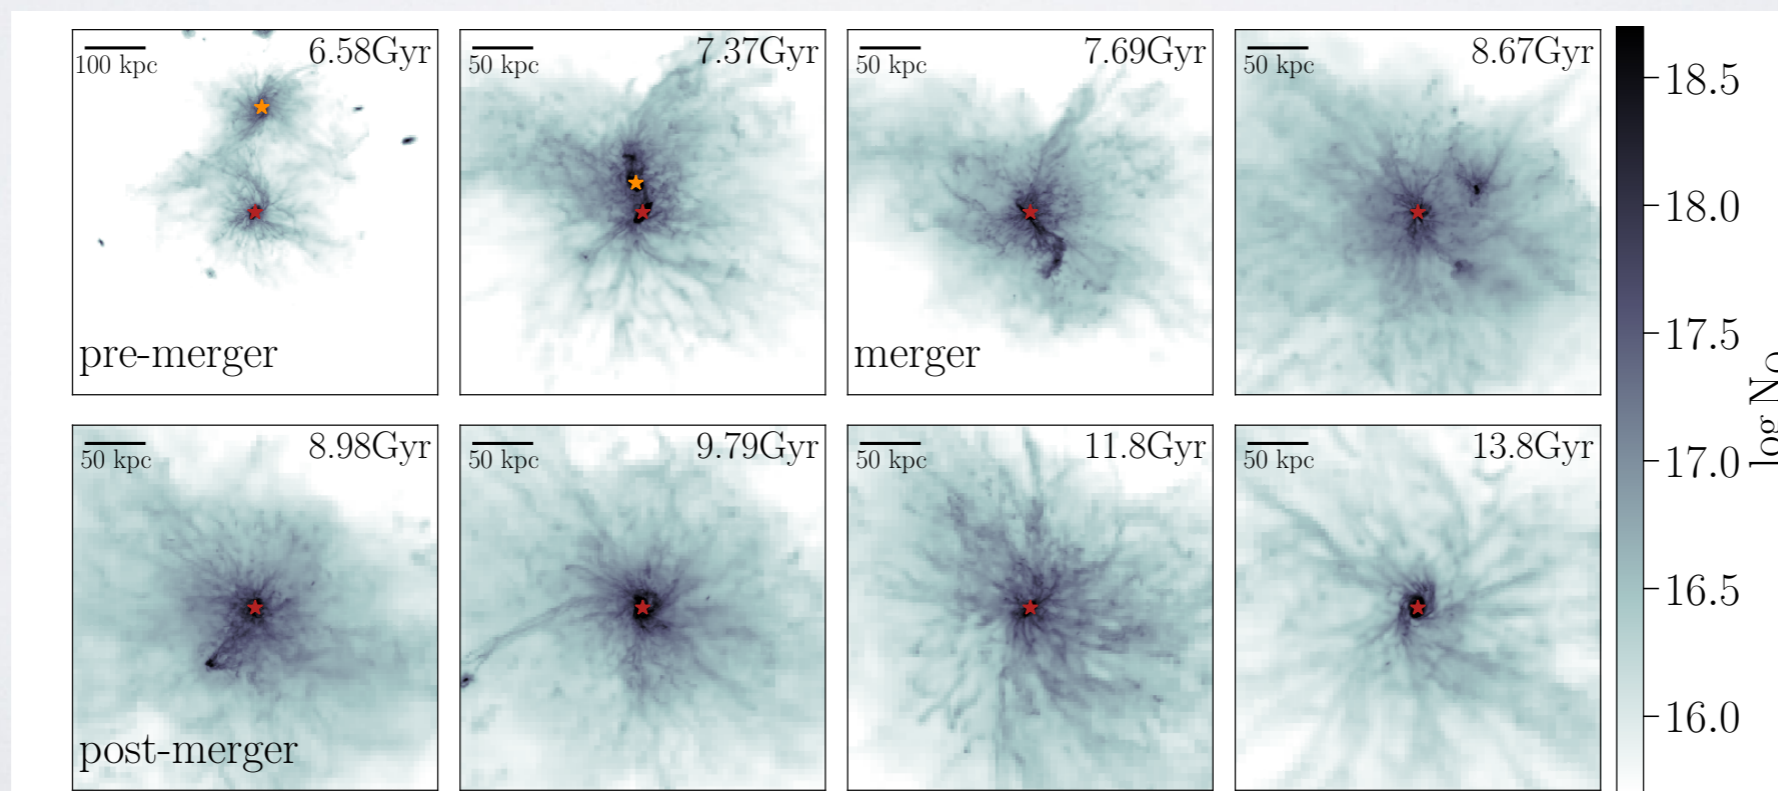 6.58Gyr
100 kpc
pre-merger
7.37Gyr
50 kpc
7.69Gyr
50 kpc
merger
8.67Gyr
50 kpc
8.98Gyr
50 kpc
post-merger
9.79Gyr
50 kpc
11.8Gyr
50 kpc
13.8Gyr
50 kpc
18.5
18.0
17.5
17.0
16.5
16.0
log N